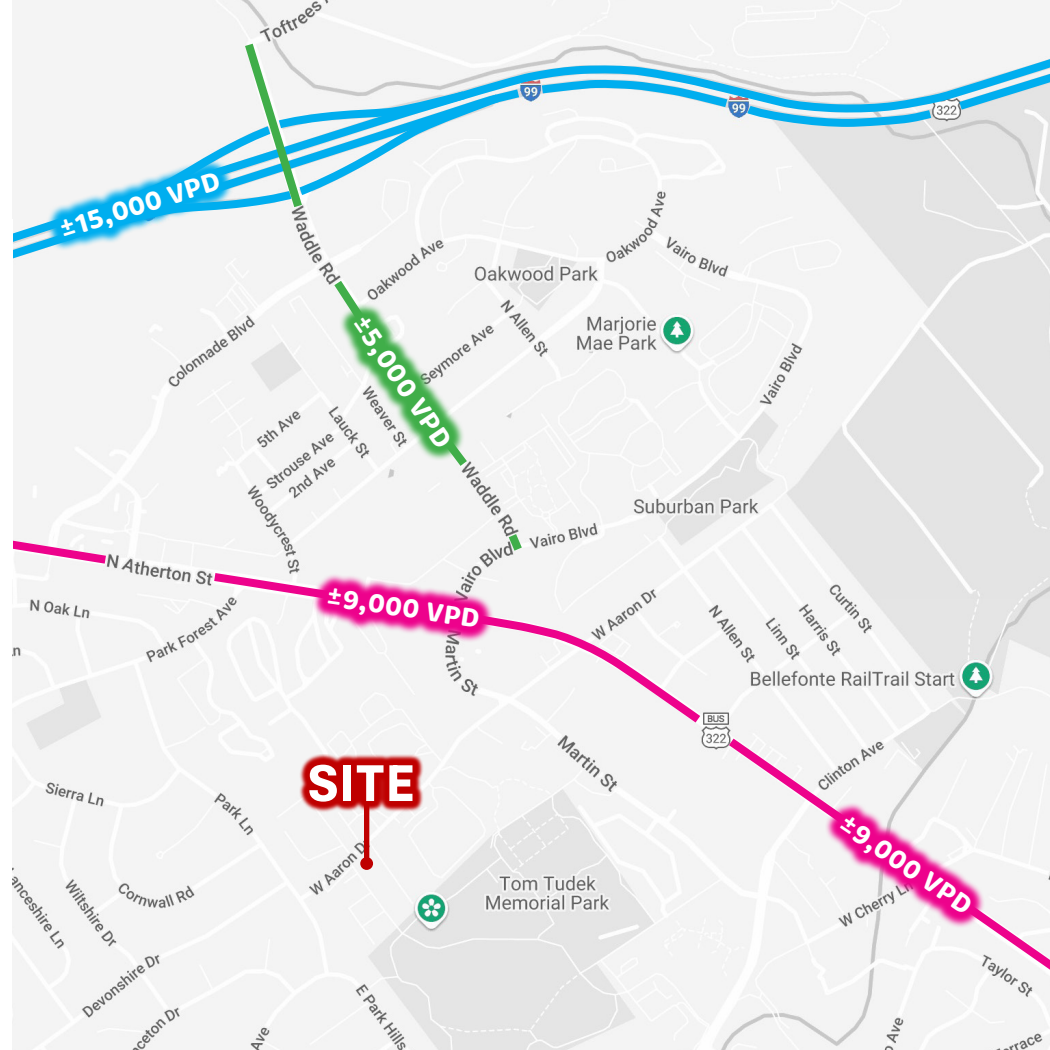 Toftrees
99
99
322
±15,000 VPD
Waddle Rd
Oakwood Ave
Oakwood Ave
Vairo Blvd
Oakwood Park
N Allen St
Marjorie
Mae Park
Colonnade Blvd
±5,000 VPD
Seymore Ave
Vairo Blvd
Weaver St
Lauck St
5th Ave
Strouse Ave
2nd Ave
Woodycrest St
Waddle Rd
Suburban Park
Vairo Blvd
Vairo Blvd
N Atherton St
±9,000 VPD
N Oak Ln
Park Forest Ave
W Aaron Dr
N Allen St
Linn St
Harris St
Curtin St
Martin St
Bellefonte RailTrail Start
BUS
322
Martin St
Clinton Ave
SITE
Sierra Ln
Park Ln
±9,000 VPD
W Aaron Dr
Tom Tudek
Memorial Park
Cornwall Rd
Wiltshire Dr
W Cherry Ln
Devonshire Dr
E Park Hills
Taylor St
Ave
Ave